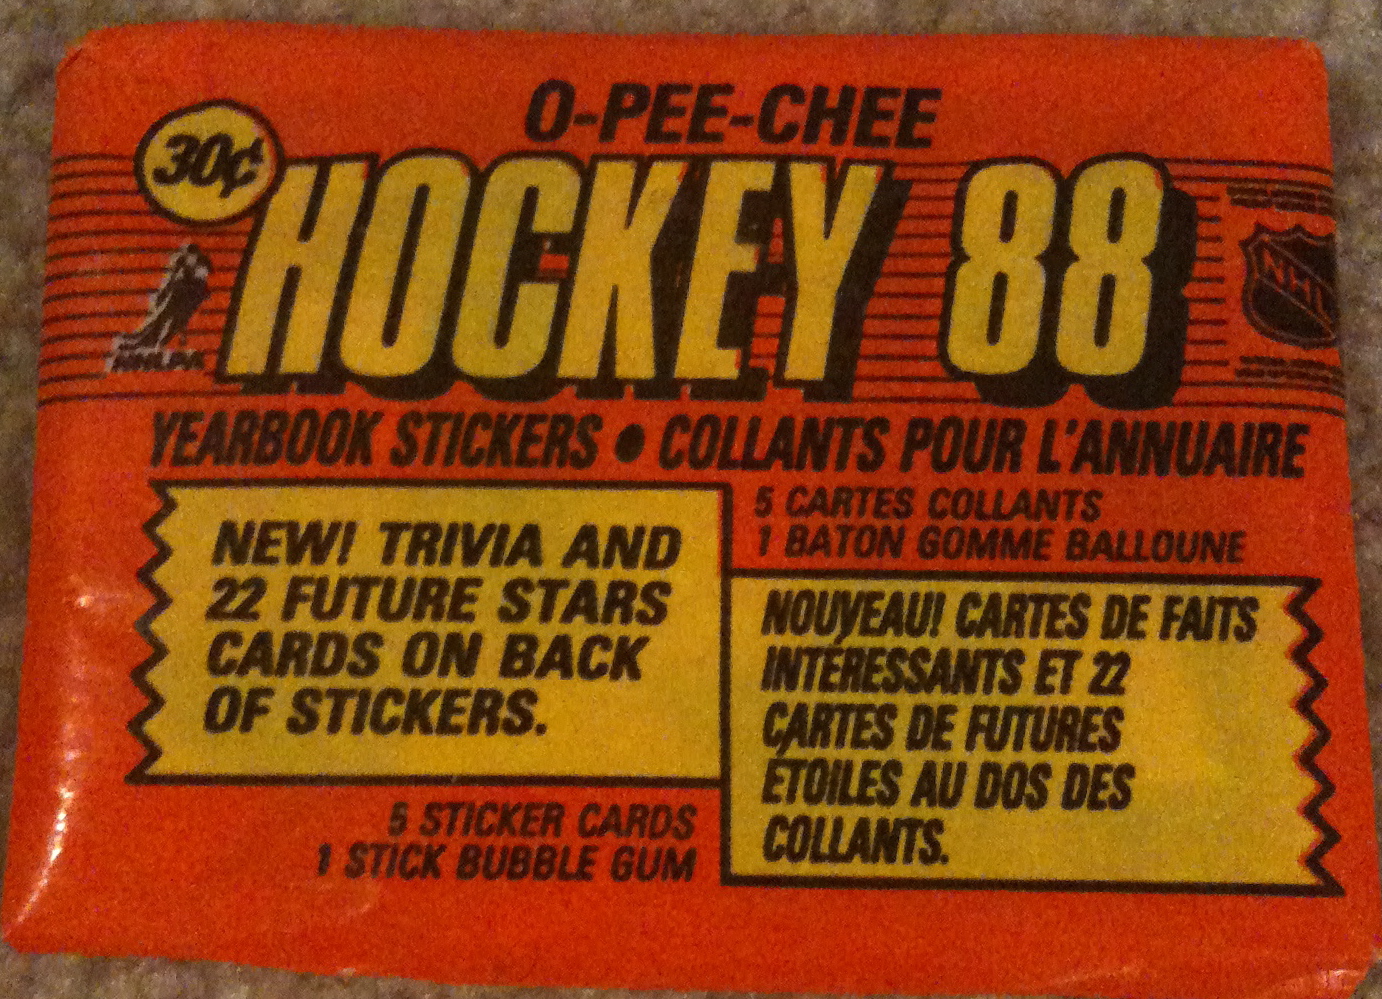 O-PEE-CHEE
30¢
HOCKEY 88
NHLPA
NHL
YEARBOOK STICKERS • COLLANTS POUR L'ANNUAIRE
NEW! TRIVIA AND
22 FUTURE STARS
CARDS ON BACK
OF STICKERS.
5 STICKER CARDS
1 STICK BUBBLE GUM
5 CARTES COLLANTS
1 BATON GOMME BALLOUNE
NOUVEAU! CARTES DE FAITS
INTÉRESSANTS ET 22
CARTES DE FUTURES
ÉTOILES AU DOS DES
COLLANTS.